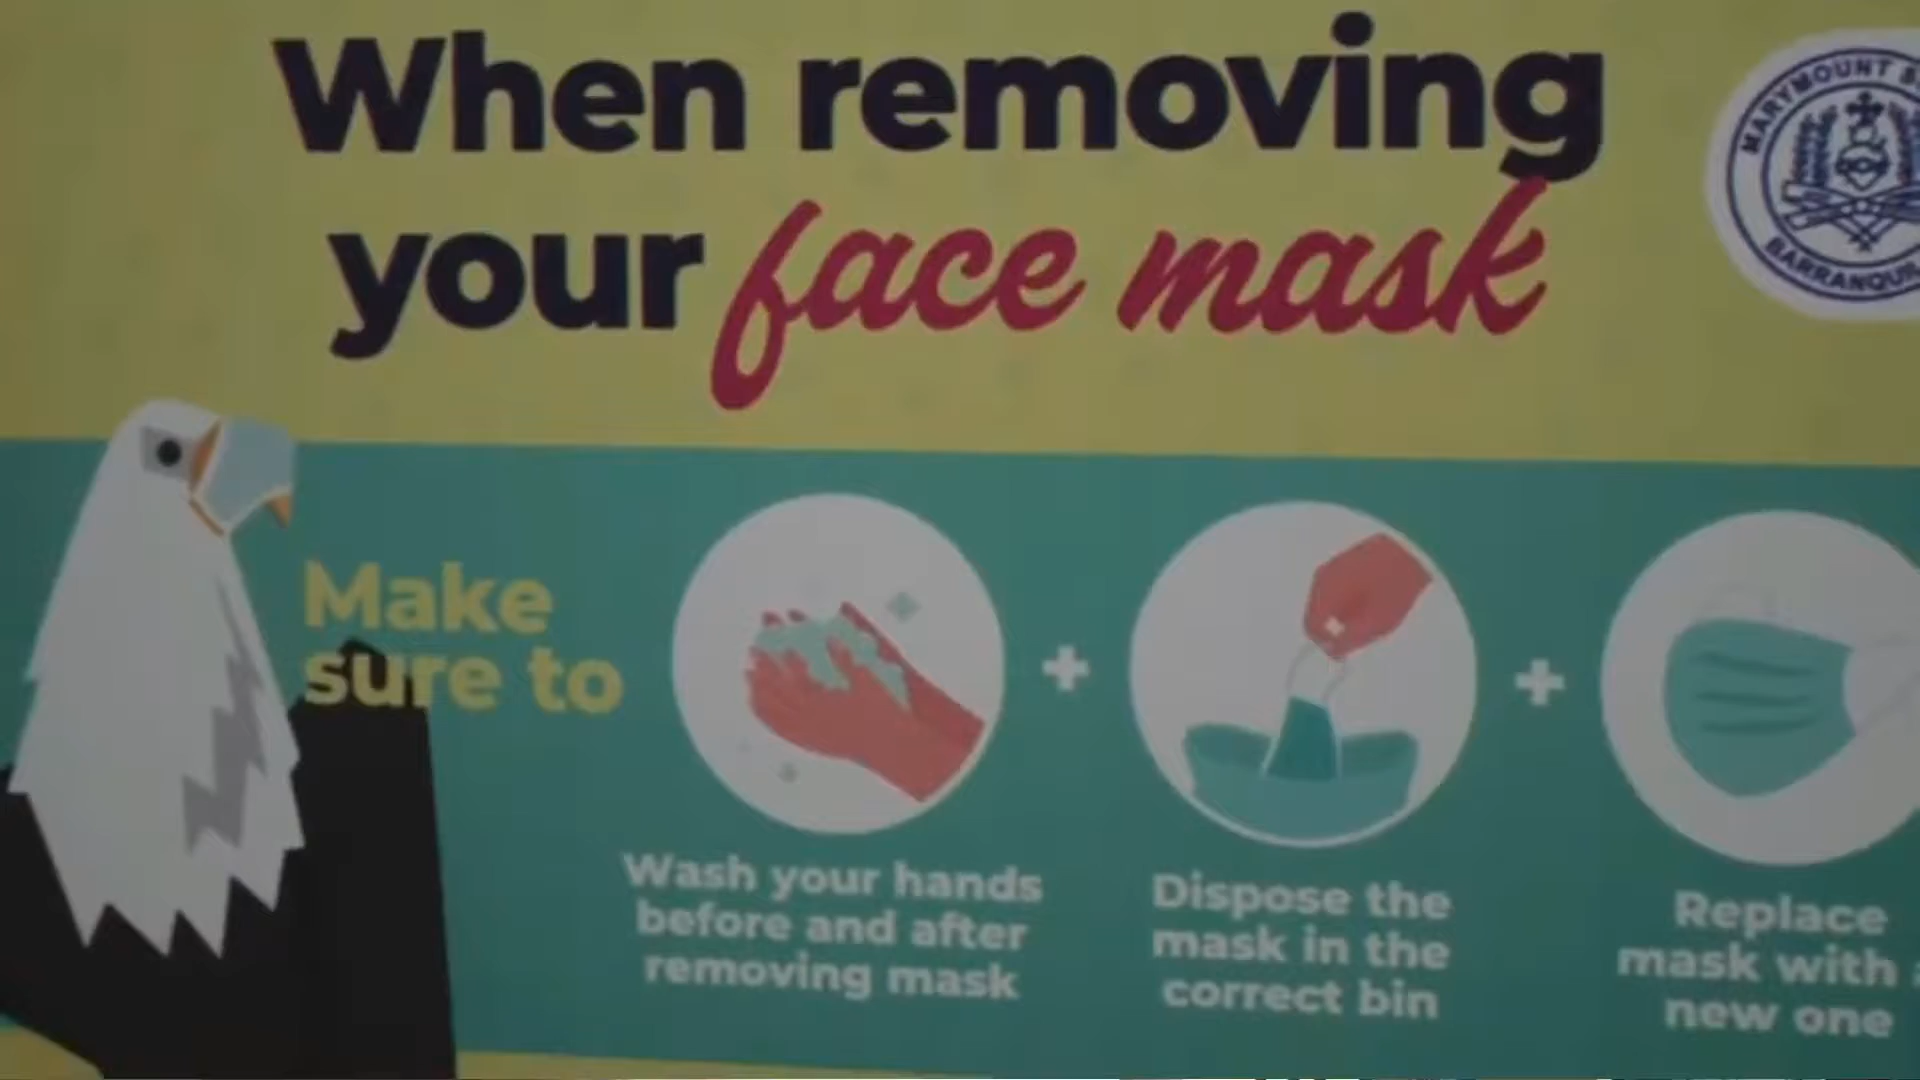 When removing
your face mask
MARYMOUNT
BARRANQUIL
Make
sure to
Wash your hands
before and after
removing mask
Dispose the
mask in the
correct bin
Replace
mask with a
new one